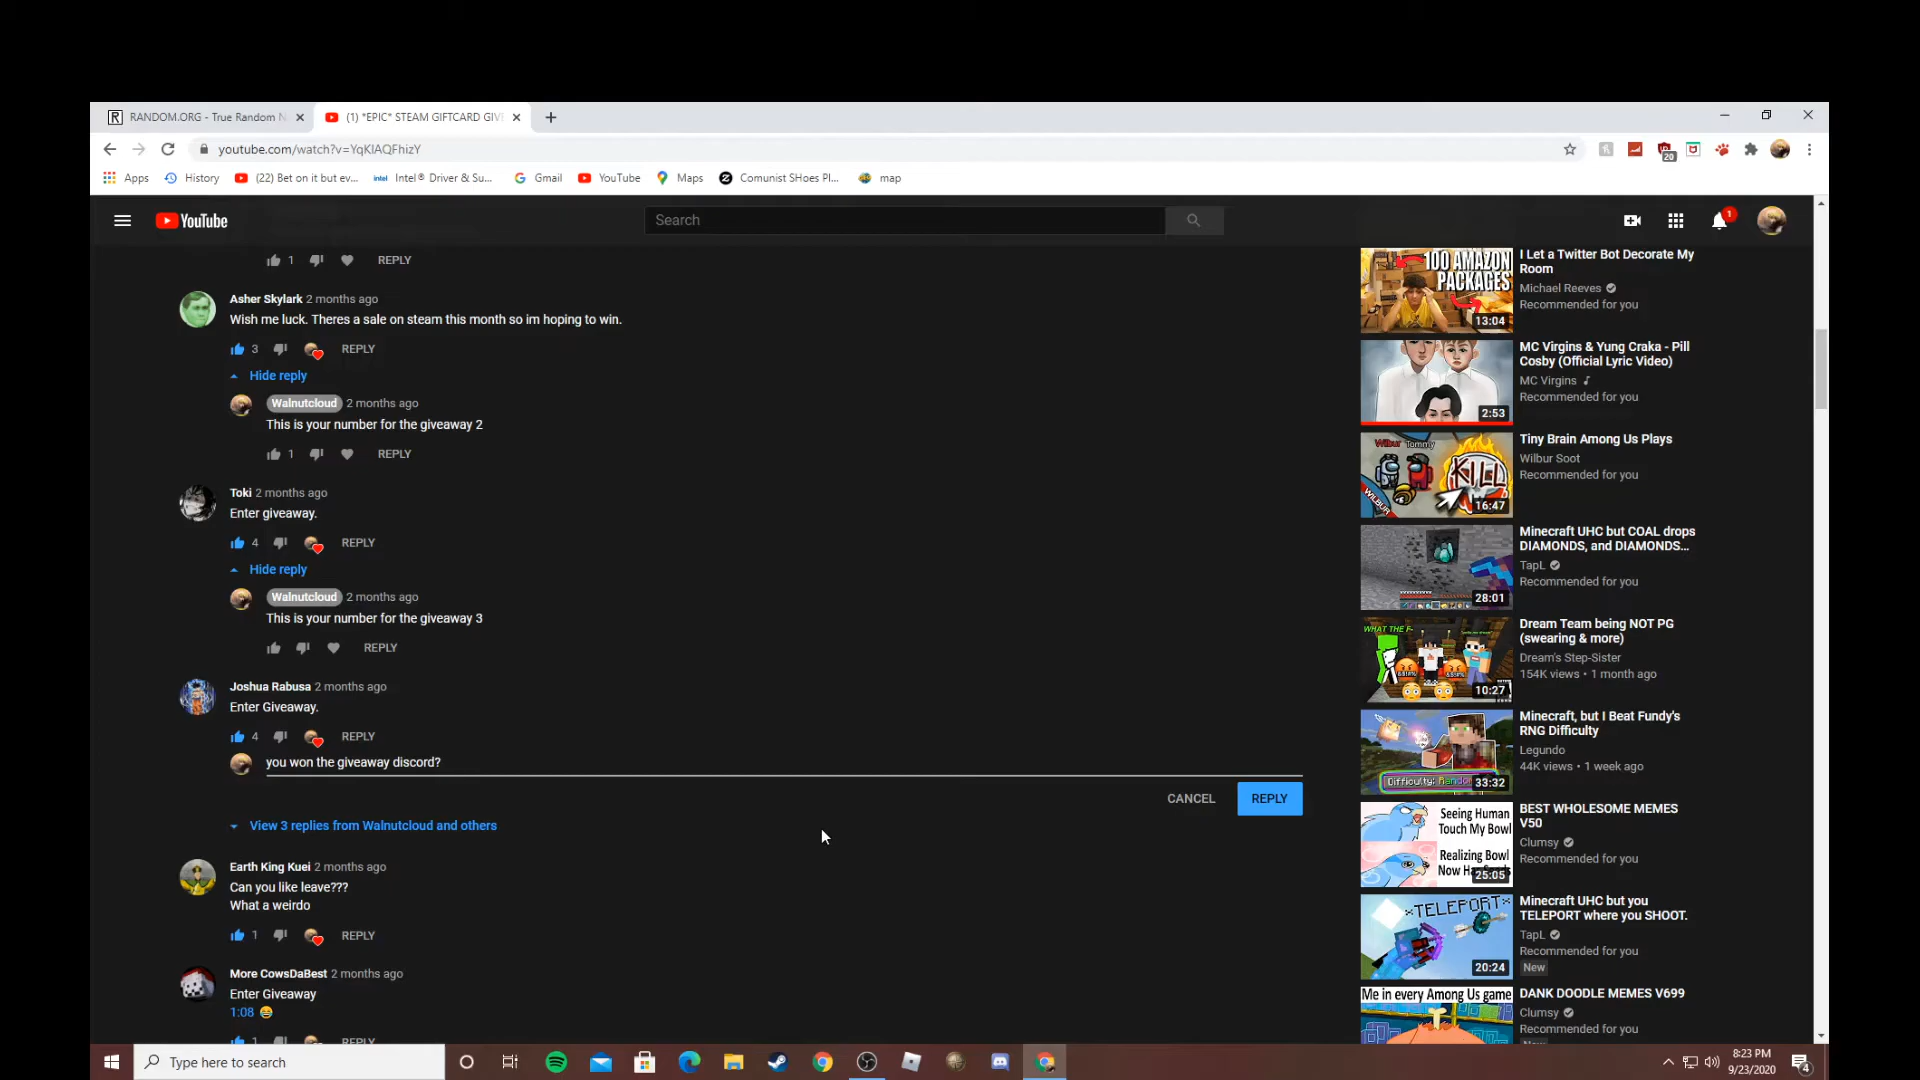 RANDOM.ORG - True Random N
(1) *EPIC* STEAM GIFTCARD GIV
youtube.com/watch?v=YqKIAQFhizY
20
Apps
History
(22) Bet on it but ev...
intel
Intel® Driver & Su...
Gmail
YouTube
Maps
Comunist SHoes Pl...
map
YouTube
Search
1
1
REPLY
Asher Skylark 2 months ago
Wish me luck. Theres a sale on steam this month so im hoping to win.
3
REPLY
Hide reply
Walnutcloud 2 months ago
This is your number for the giveaway 2
1
REPLY
Toki 2 months ago
Enter giveaway.
4
REPLY
Hide reply
Walnutcloud 2 months ago
This is your number for the giveaway 3
REPLY
Joshua Rabusa 2 months ago
Enter Giveaway.
4
REPLY
you won the giveaway discord?
CANCEL
REPLY
View 3 replies from Walnutcloud and others
Earth King Kuei 2 months ago
Can you like leave???
What a weirdo
1
REPLY
More CowsDaBest 2 months ago
Enter Giveaway
1:08
1
REPLY
100 AMAZON
PACKAGES
13:04
I Let a Twitter Bot Decorate My
Room
Michael Reeves
Recommended for you
2:53
MC Virgins & Yung Craka - Pill
Cosby (Official Lyric Video)
MC Virgins
Recommended for you
Wilbur Tommy
KILL
WILBUR
16:47
Tiny Brain Among Us Plays
Wilbur Soot
Recommended for you
28:01
Minecraft UHC but COAL drops
DIAMONDS, and DIAMONDS...
TapL
Recommended for you
WHAT THE F-
10:27
Dream Team being NOT PG
(swearing & more)
Dream's Step-Sister
154K views • 1 month ago
Difficulty:
33:32
Minecraft, but I Beat Fundy's
RNG Difficulty
Legundo
44K views • 1 week ago
Seeing Human
Touch My Bowl
Realizing Bowl
Now Has Seeds
25:05
BEST WHOLESOME MEMES
V50
Clumsy
Recommended for you
*TELEPORT*
20:24
Minecraft UHC but you
TELEPORT where you SHOOT.
TapL
Recommended for you
New
Me in every Among Us game
DANK DOODLE MEMES V699
Clumsy
Recommended for you
New
Type here to search
8:23 PM
9/23/2020
4